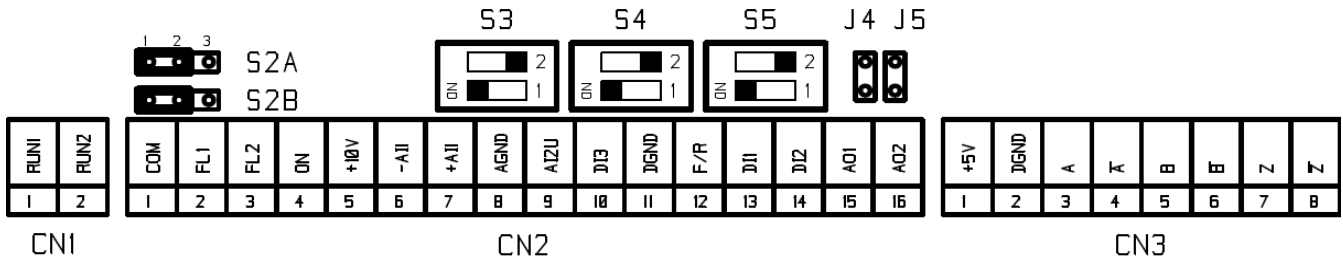 S3 S4 S5 J4 J5
1 2 3
S2A
2 2 2
S2B
ON 1 ON 1 ON 1
RUN1 RUN2 COM FL1 FL2 ON +10V -AI1 +AI1 AGND AI2U DI3 DGND F/R DI1 DI2 AO1 AO2 +5V DGND A A̅ B B̅ Z Z̅
1 2 1 2 3 4 5 6 7 8 9 10 11 12 13 14 15 16 1 2 3 4 5 6 7 8
CN1 CN2 CN3